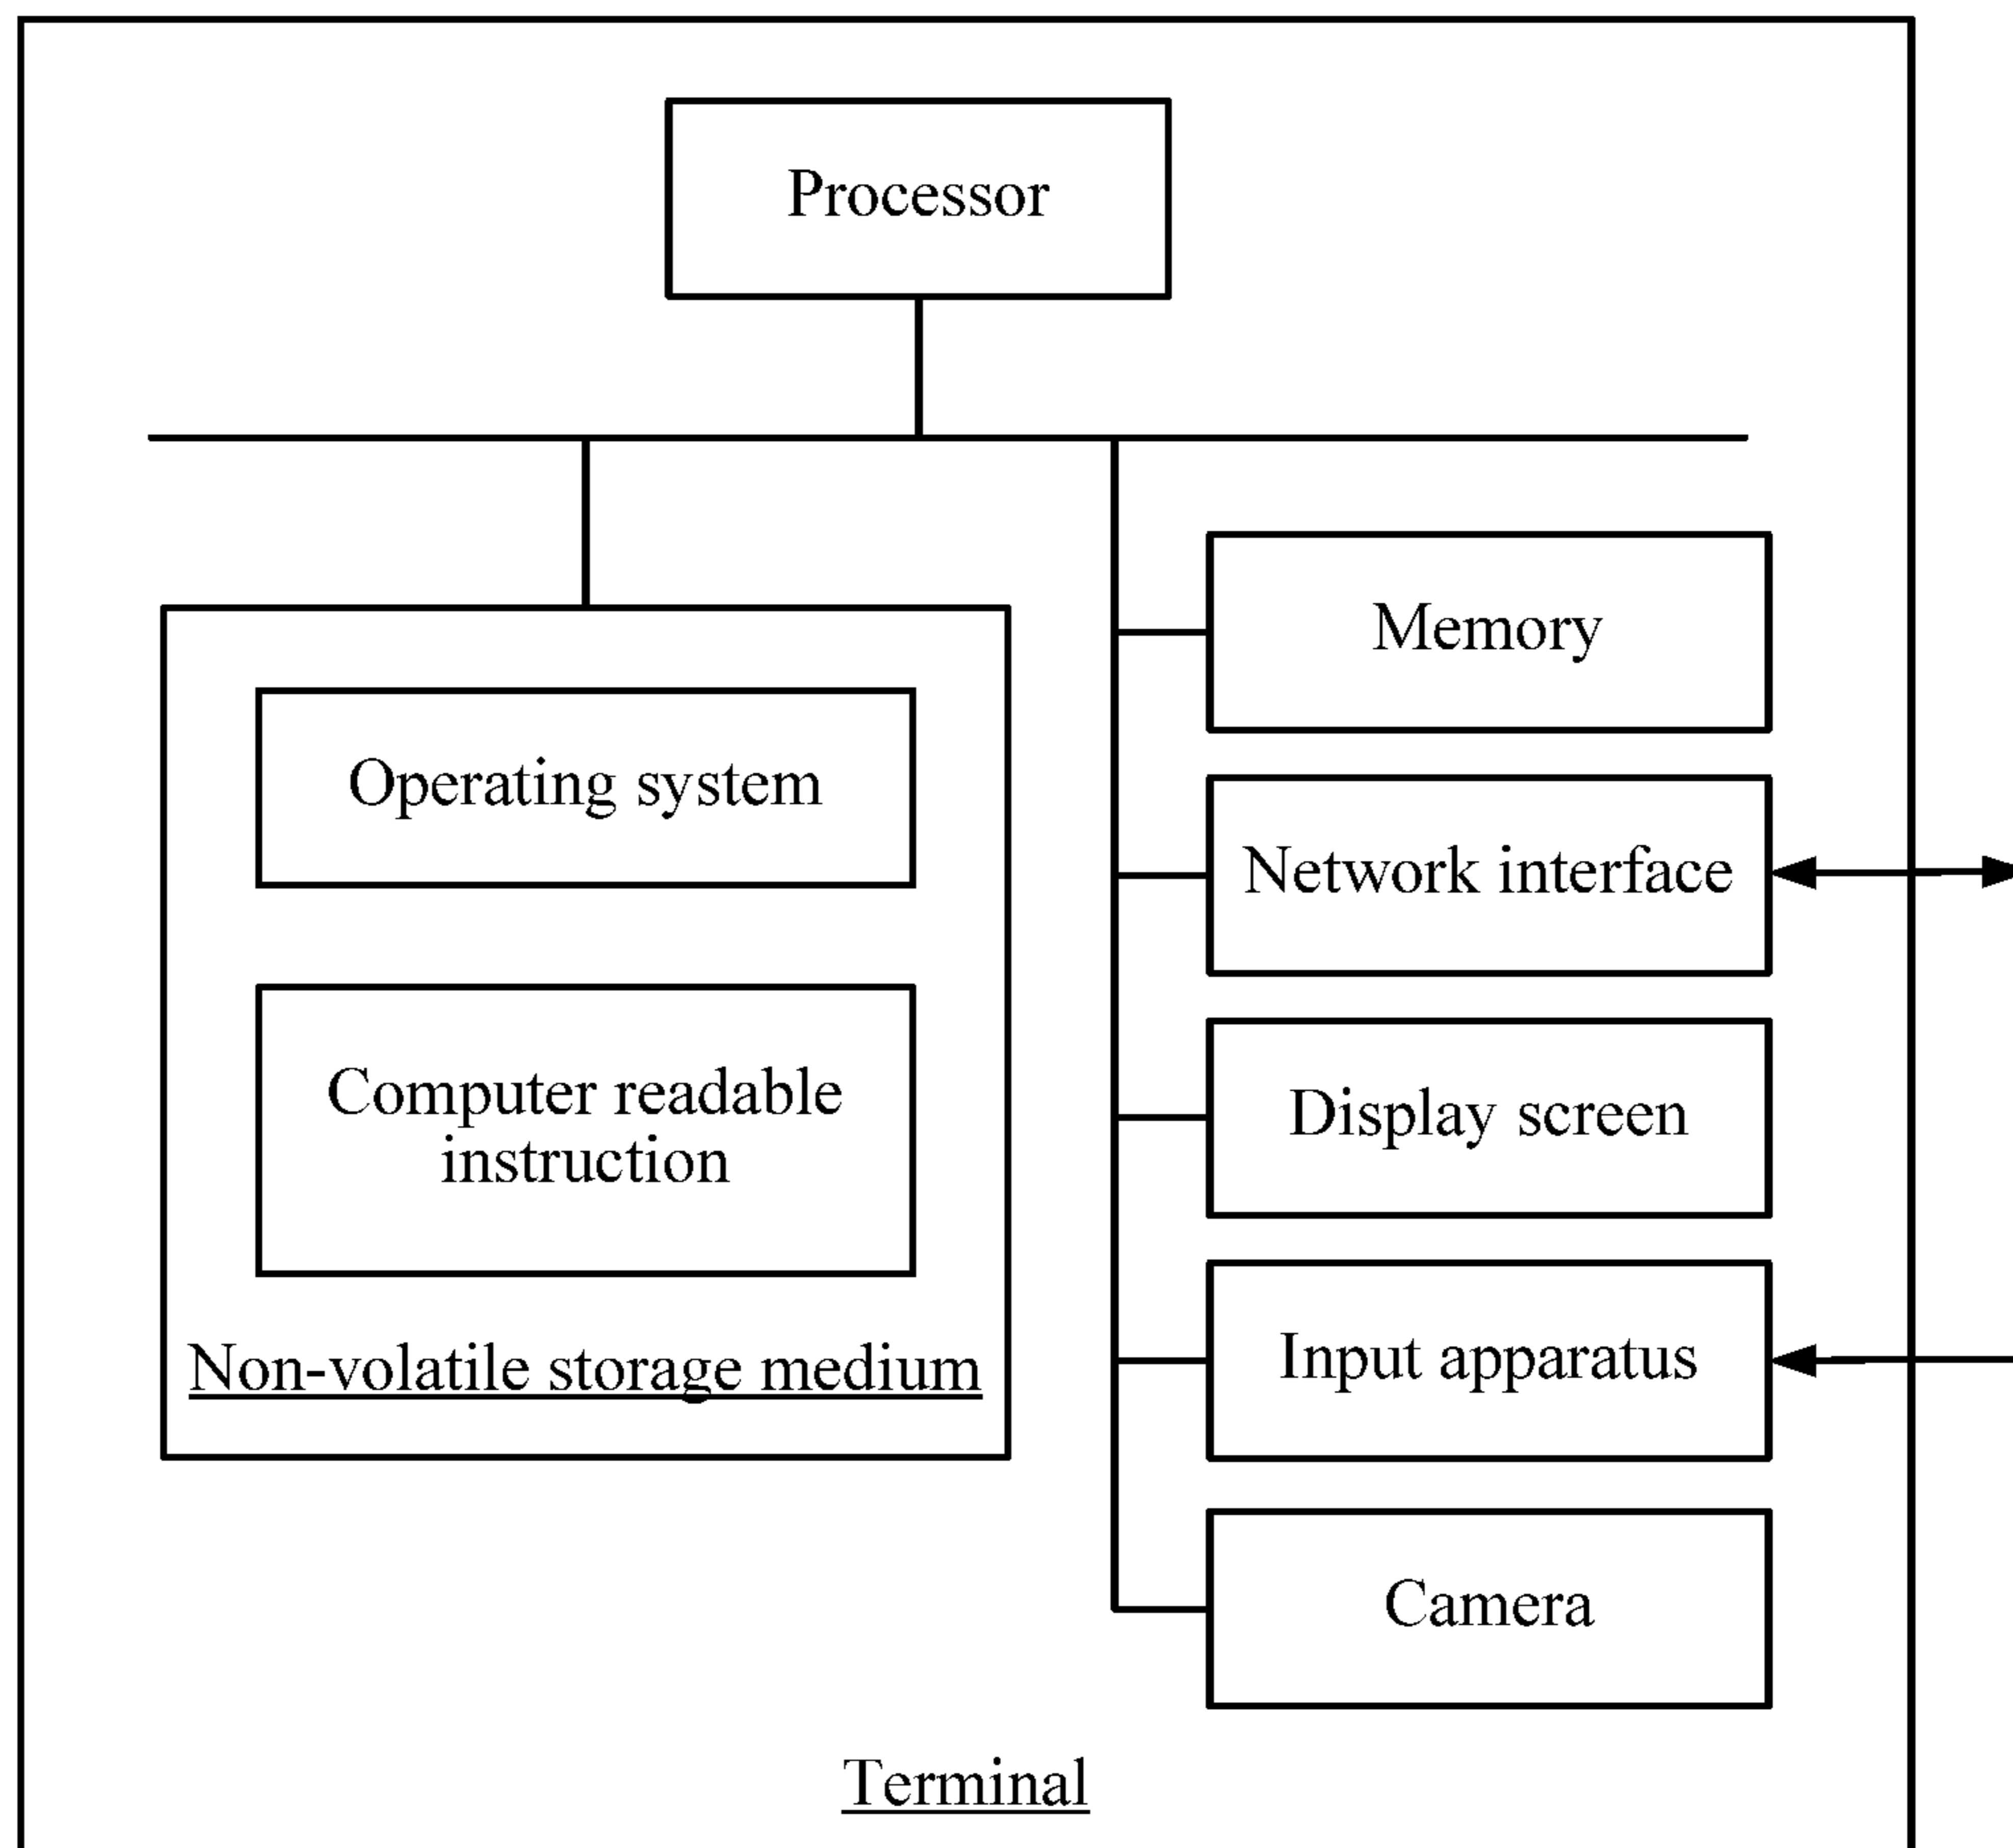 Processor
Operating system
Computer readable
instruction
Non-volatile storage medium
Memory
Network interface
Display screen
Input apparatus
Camera
Terminal